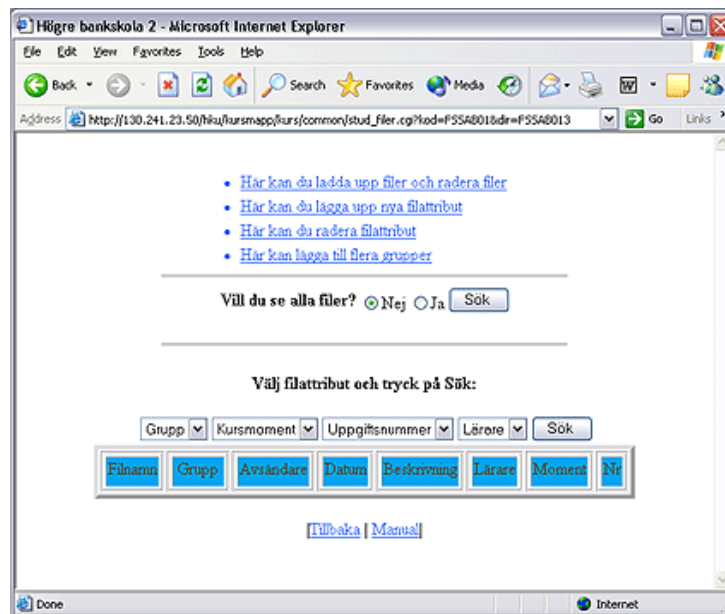 Högre bankskola 2 - Microsoft Internet Explorer
File Edit View Favorites Tools Help
Back Search Favorites Media
Address http://130.241.23.50/hku/kursmapp/kurs/common/stud_filer.cgi?kod=FSSA801&dir=FSSA8013 Go Links »
Här kan du ladda upp filer och radera filer
Här kan du lägga upp nya filattribut
Här kan du radera filattribut
Här kan lägga till flera grupper
Vill du se alla filer? Nej Ja Sök
Välj filattribut och tryck på Sök:
Grupp Kursmoment Uppgiftsnummer Lärare Sök
Filnamn Grupp Avsändare Datum Beskrivning Lärare Moment Nr
[Tillbaka | Manual]
Done Internet